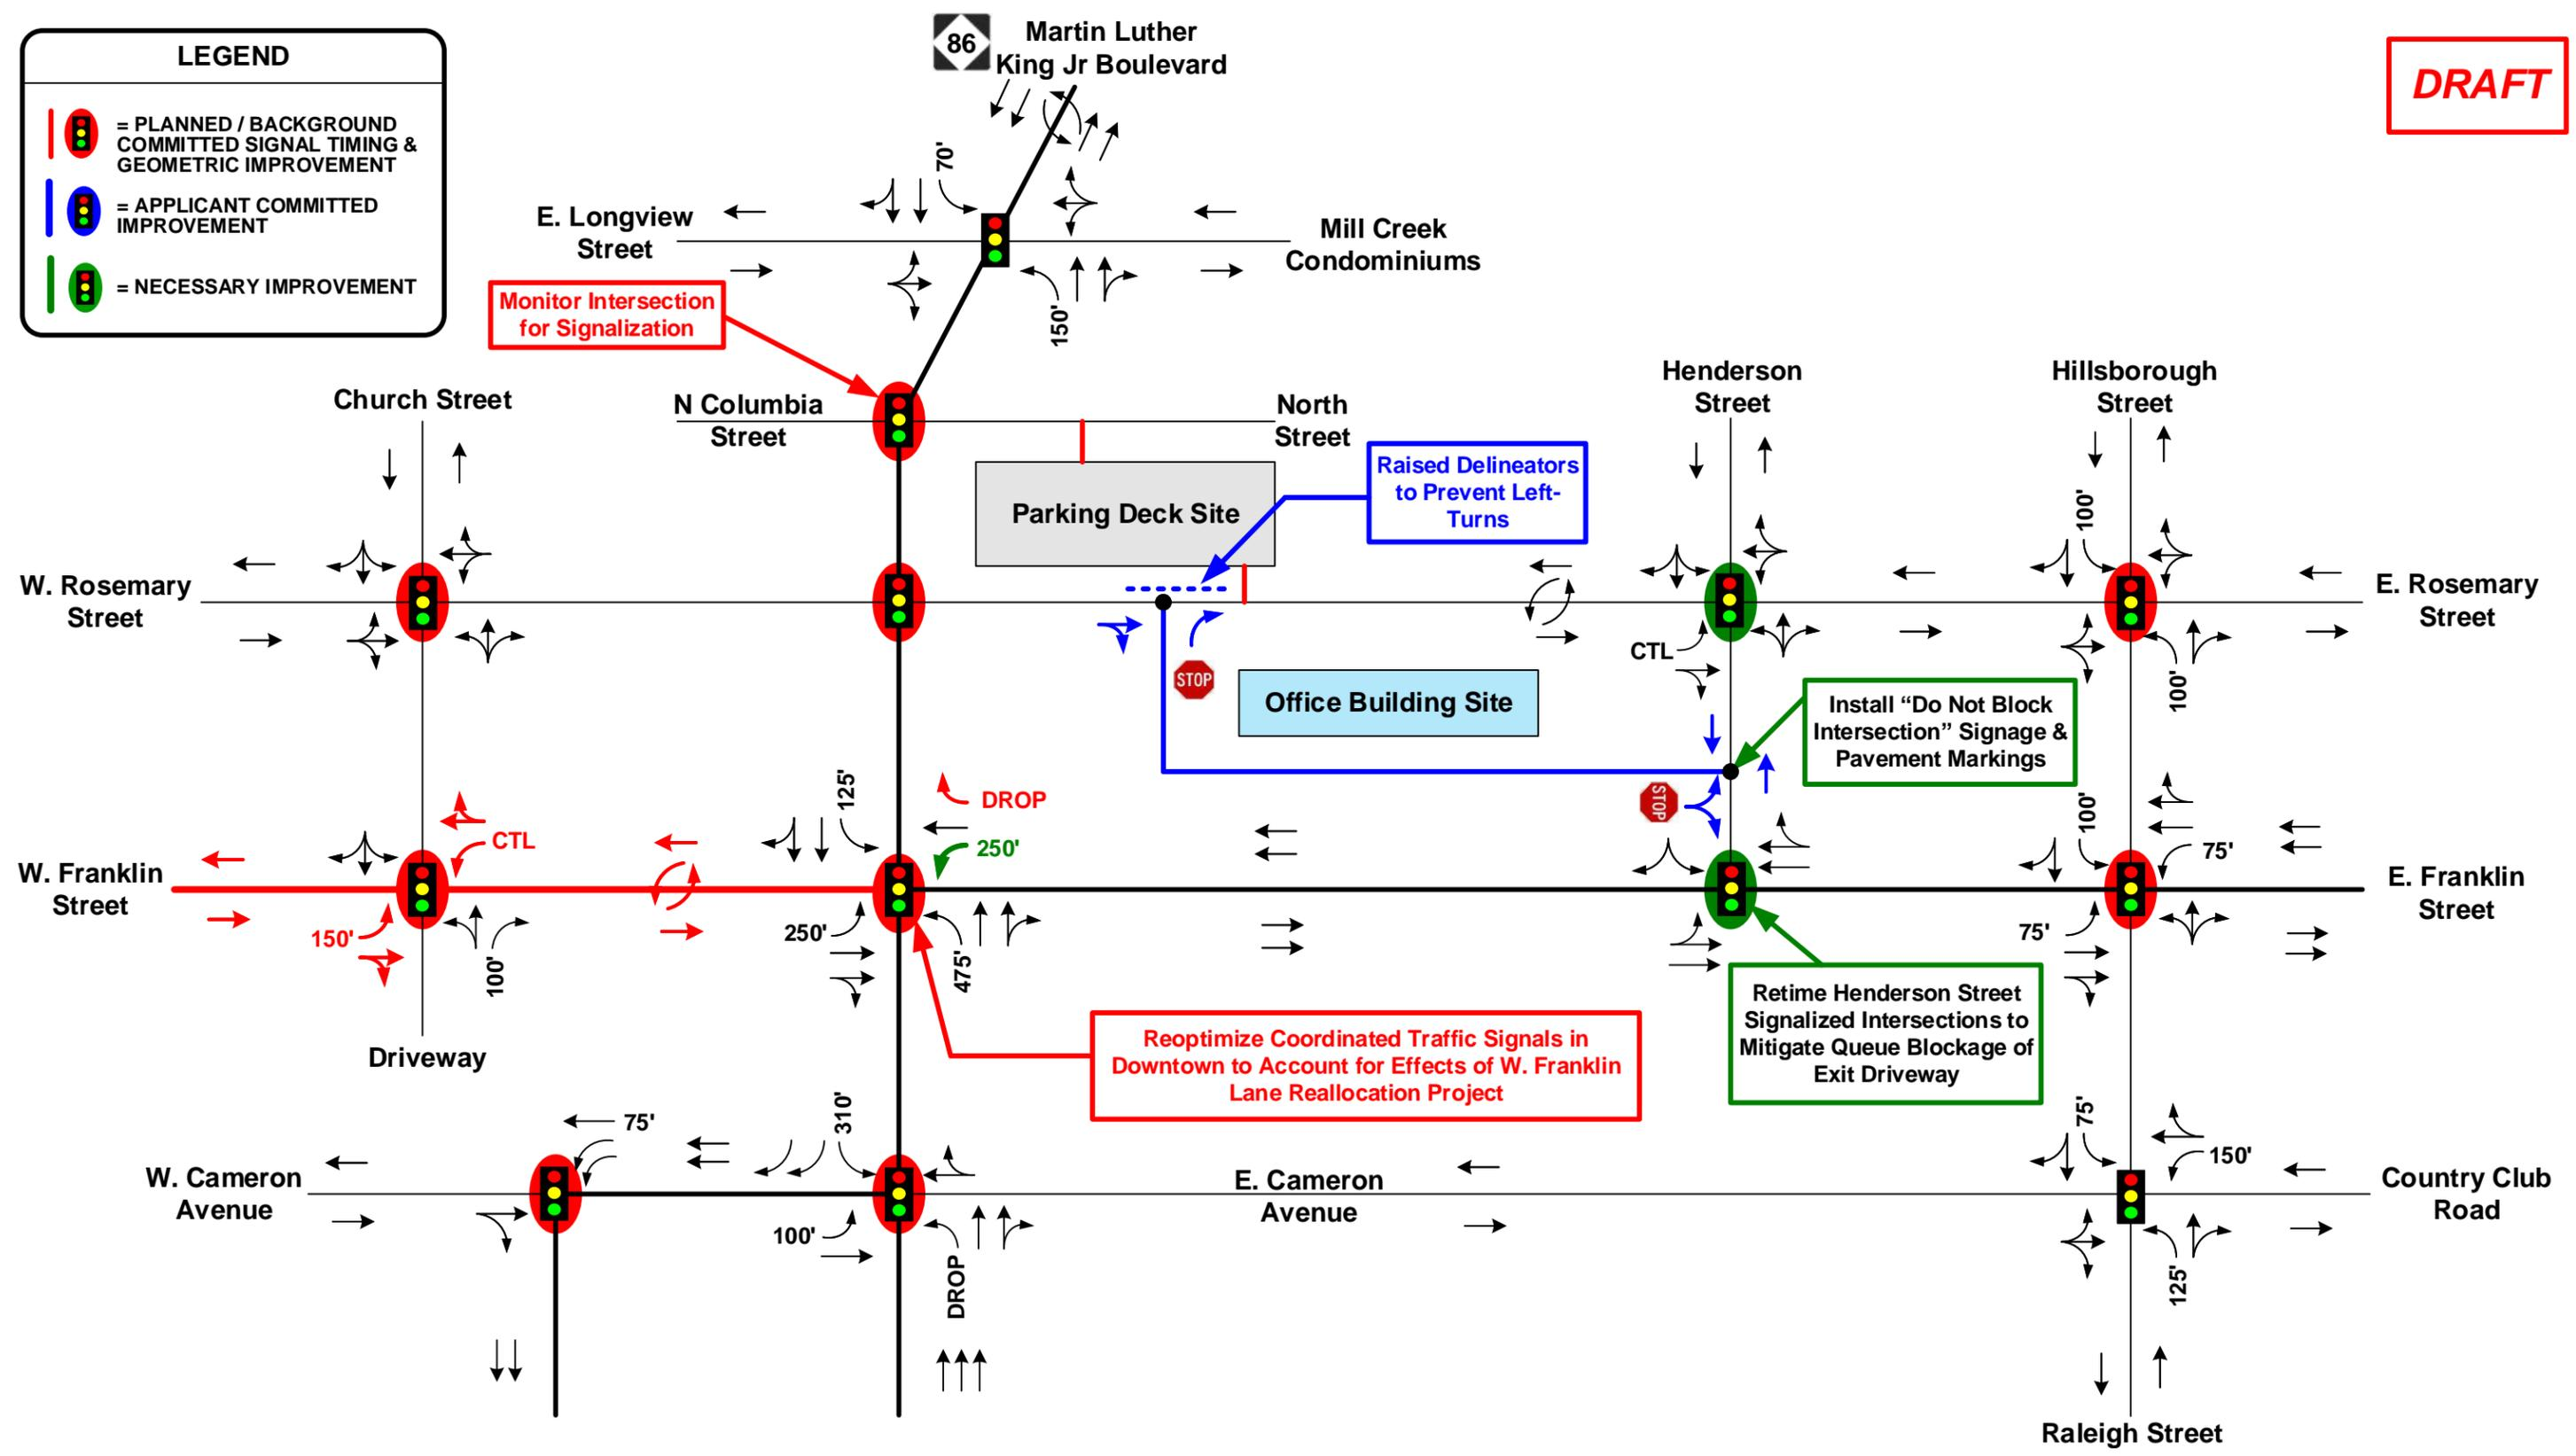 LEGEND
= PLANNED / BACKGROUND
COMMITTED SIGNAL TIMING &
GEOMETRIC IMPROVEMENT
= APPLICANT COMMITTED
IMPROVEMENT
= NECESSARY IMPROVEMENT
86
Martin Luther
King Jr Boulevard
DRAFT
70'
E. Longview
Street
Mill Creek
Condominiums
150'
Monitor Intersection
for Signalization
Church Street
N Columbia
Street
North
Street
Henderson
Street
Hillsborough
Street
Parking Deck Site
Raised Delineators
to Prevent Left-
Turns
100'
W. Rosemary
Street
E. Rosemary
Street
CTL
100'
STOP
Office Building Site
Install “Do Not Block
Intersection” Signage &
Pavement Markings
STOP
125'
DROP
250'
CTL
100'
75'
W. Franklin
Street
E. Franklin
Street
150'
100'
250'
475'
75'
Driveway
Reoptimize Coordinated Traffic Signals in
Downtown to Account for Effects of W. Franklin
Lane Reallocation Project
Retime Henderson Street
Signalized Intersections to
Mitigate Queue Blockage of
Exit Driveway
75'
310'
75'
150'
W. Cameron
Avenue
E. Cameron
Avenue
Country Club
Road
100'
DROP
125'
Raleigh Street